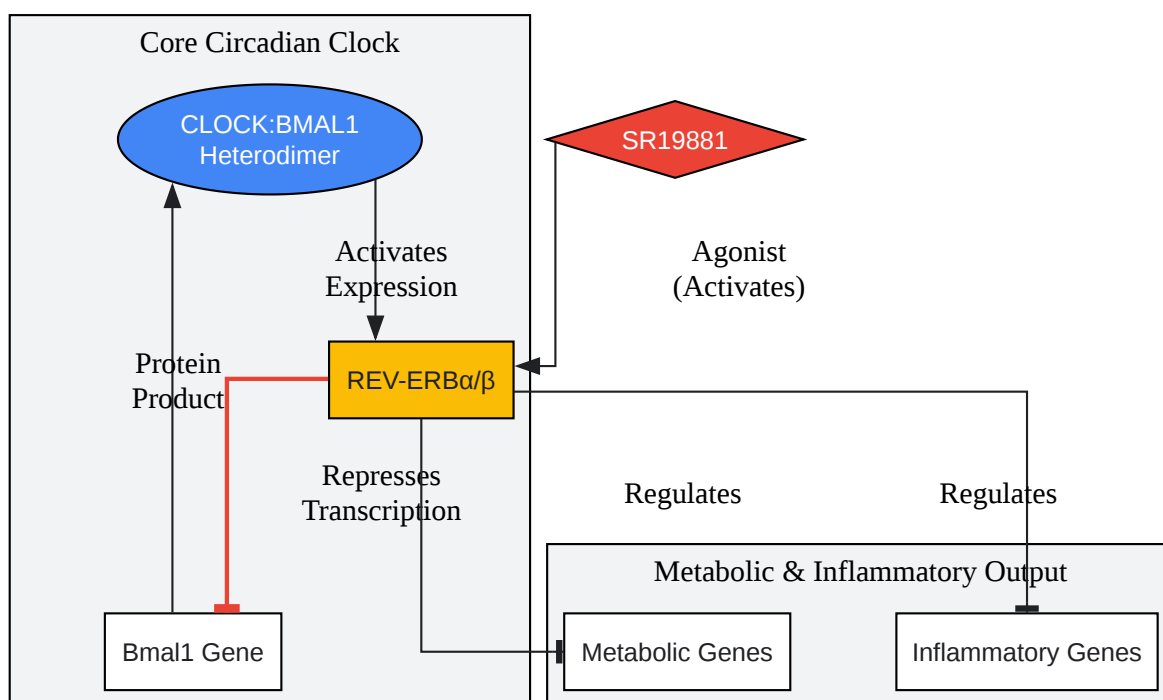 Core Circadian Clock
CLOCK:BMAL1
Heterodimer
SR19881
Activates
Expression
Agonist
(Activates)
Protein
Product
REV-ERBα/β
Represses
Transcription
Regulates
Regulates
Metabolic & Inflammatory Output
Bmal1 Gene
Metabolic Genes
Inflammatory Genes